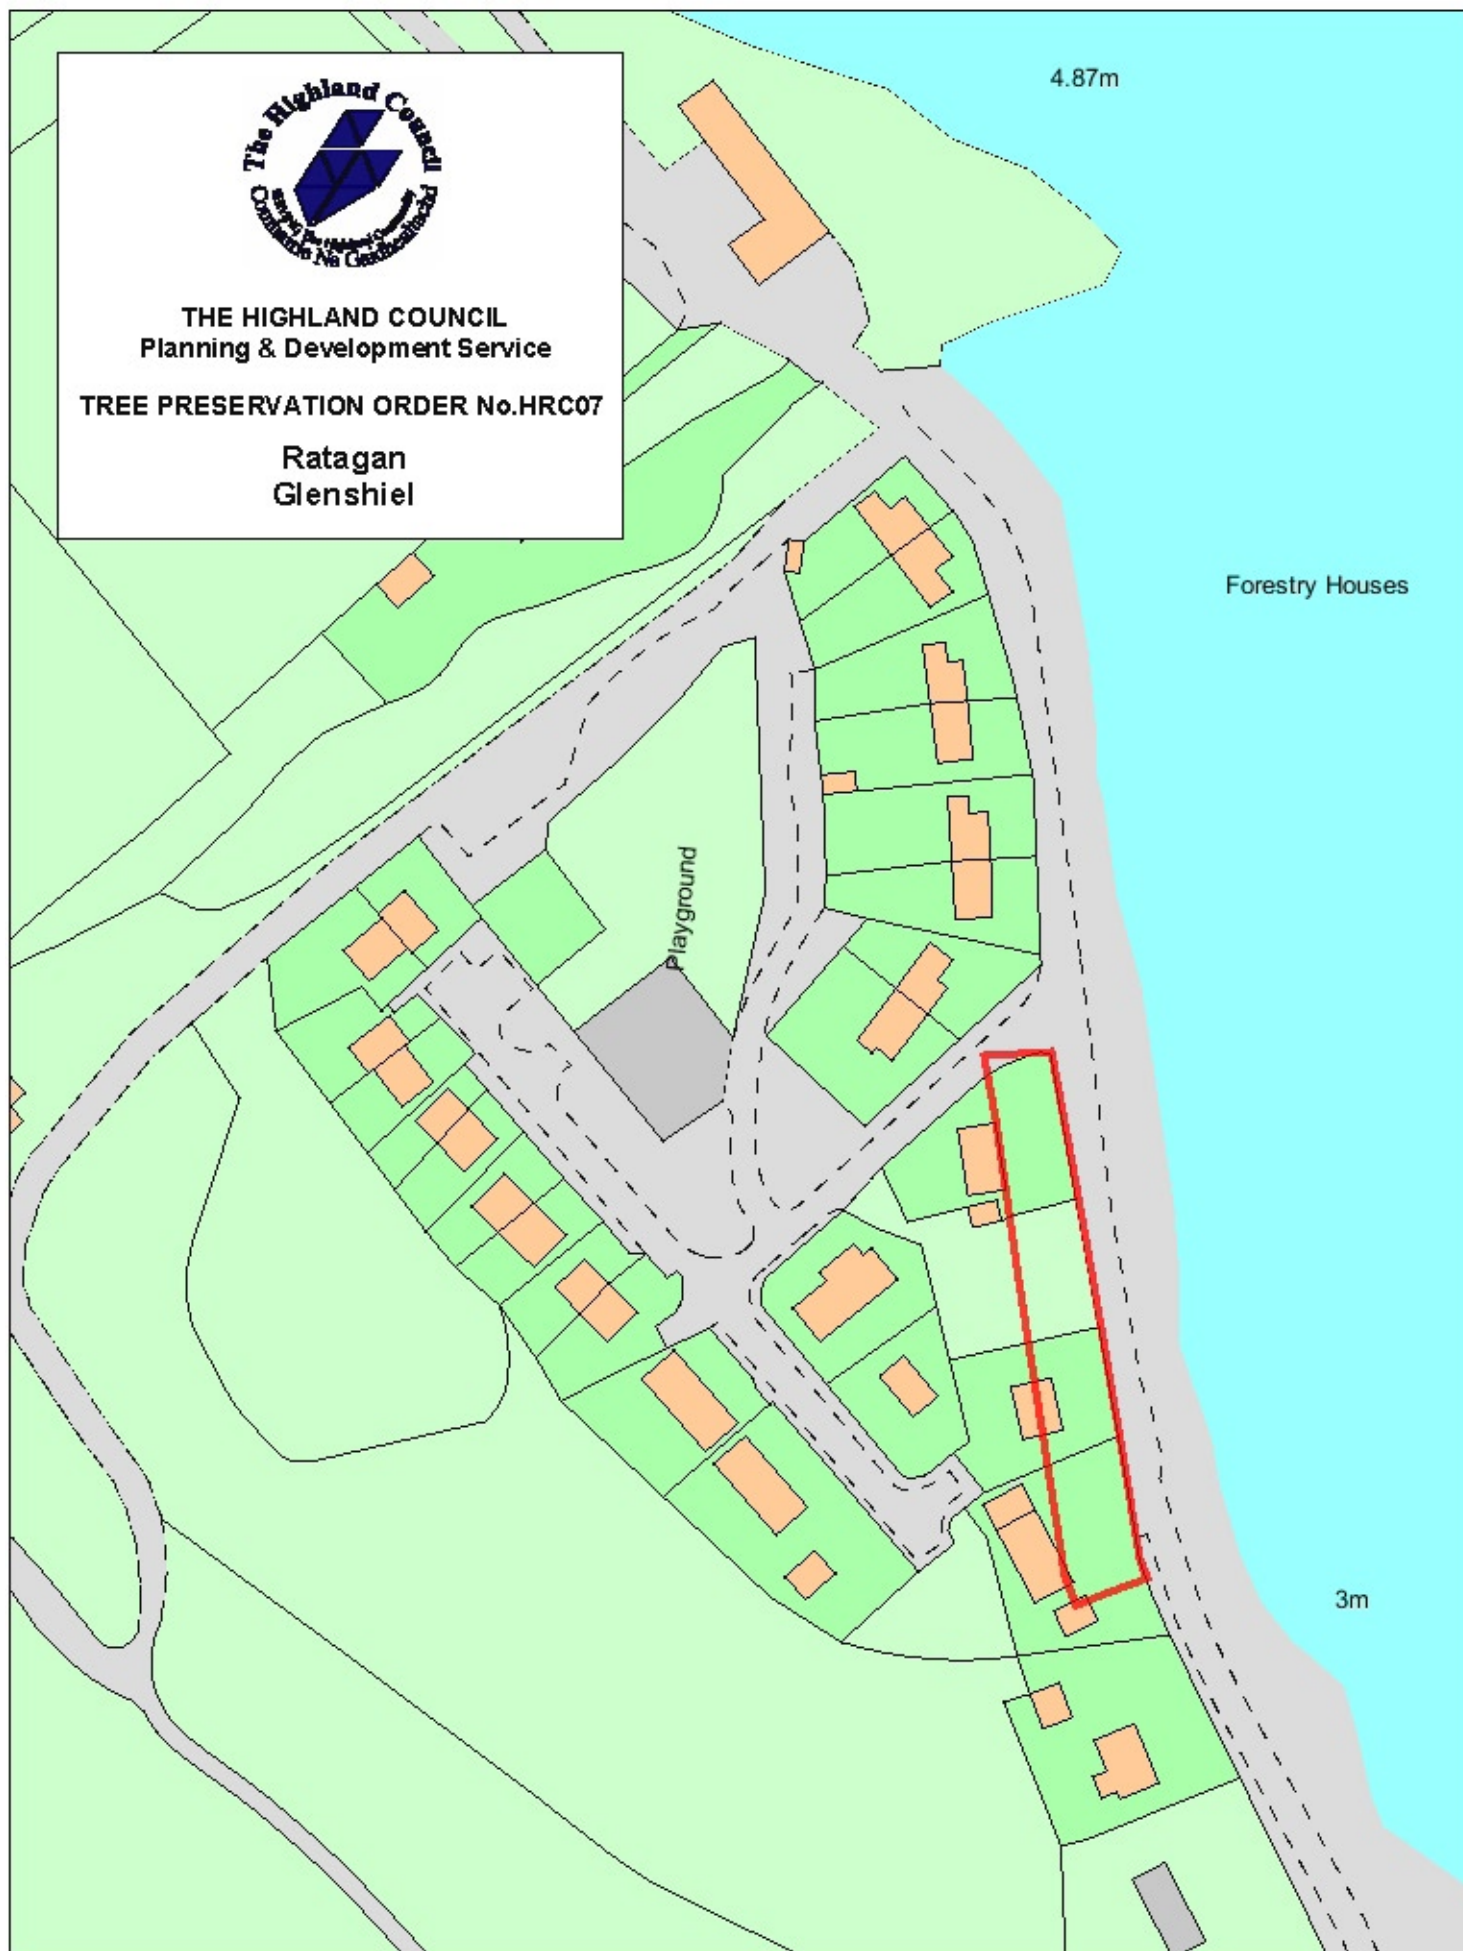 The Highland Council
Comhairle Na Gaidhealtachd
THE HIGHLAND COUNCIL
Planning & Development Service
TREE PRESERVATION ORDER No.HRC07
Ratagan
Glenshiel
4.87m
Forestry Houses
Playground
3m